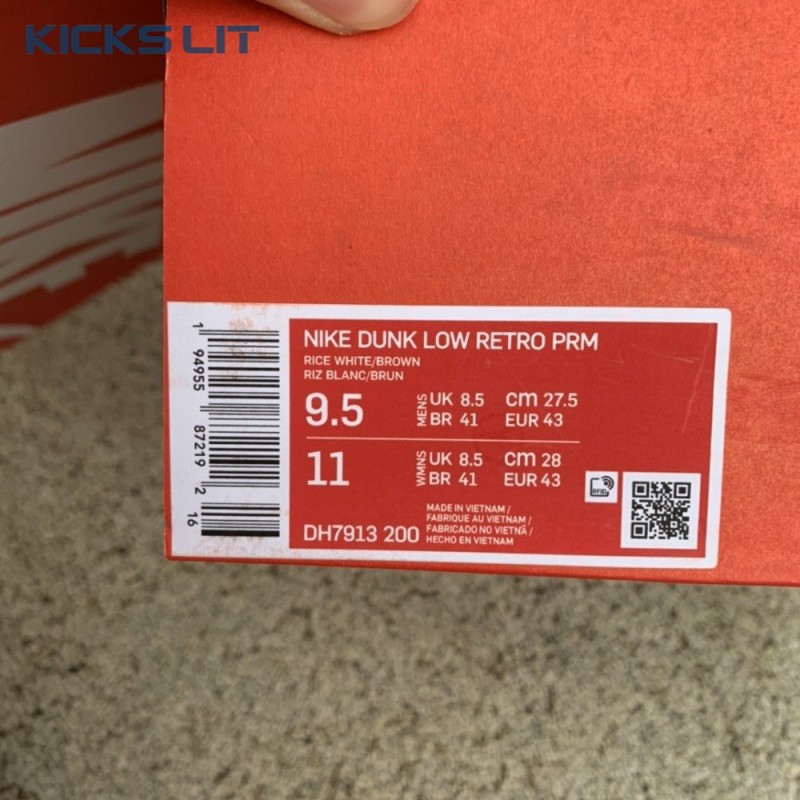 KICKS LIT
NIKE DUNK LOW RETRO PRM
RICE WHITE/BROWN
RIZ BLANC/BRUN
9.5 MENS UK 8.5 cm 27.5
BR 41 EUR 43
11 WMNS UK 8.5 cm 28
BR 41 EUR 43
DH7913 200
MADE IN VIETNAM /
FABRIQUE AU VIETNAM /
FABRICADO NO VIETNÃ /
HECHO EN VIETNAM
RFID
1 94955 87219 2 16